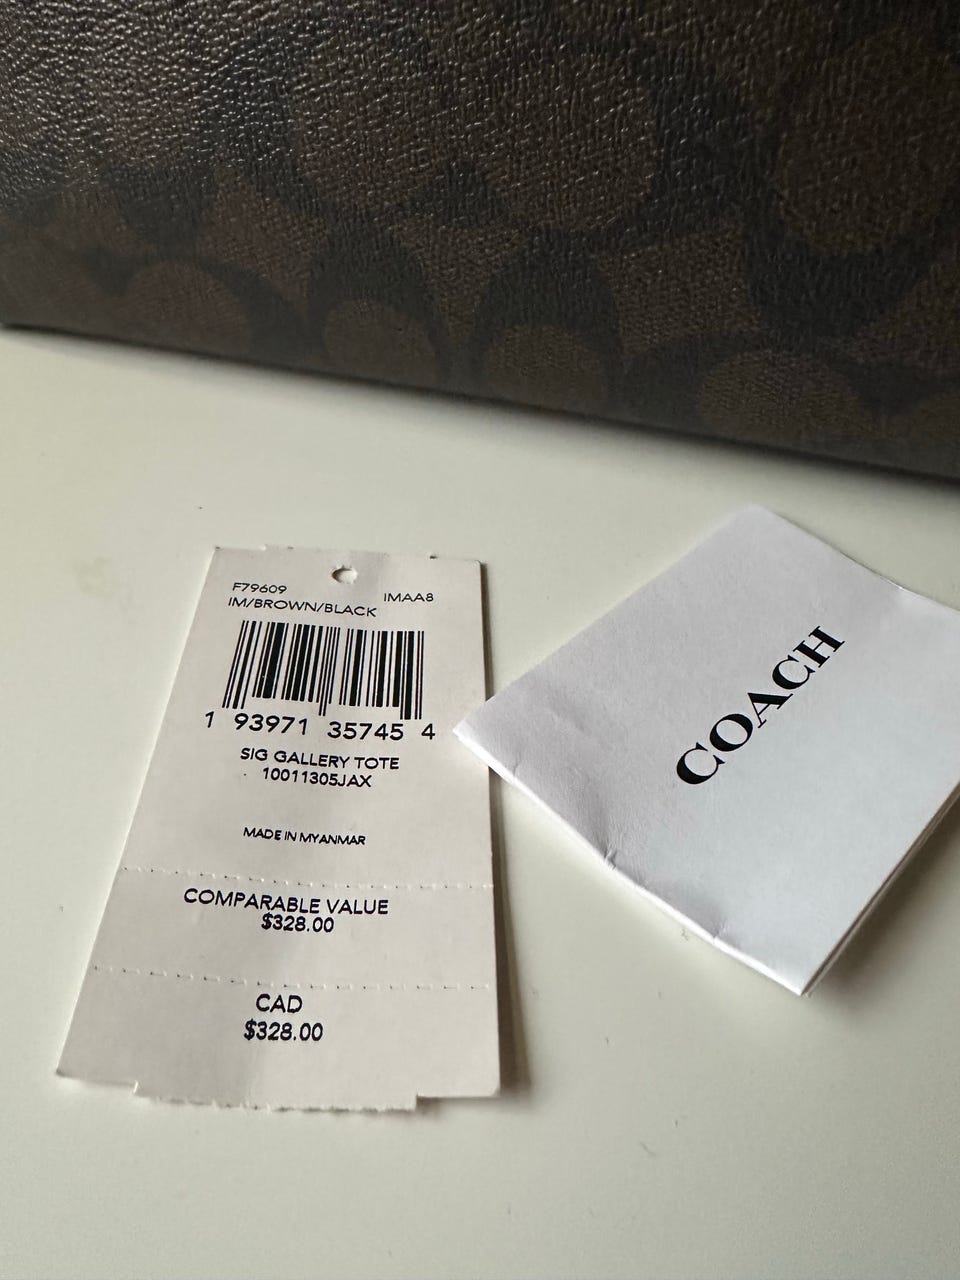 F79609 IMAA8
IM/BROWN/BLACK
1 93971 35745 4
SIG GALLERY TOTE
10011305JAX
MADE IN MYANMAR
COMPARABLE VALUE
$328.00
CAD
$328.00
COACH